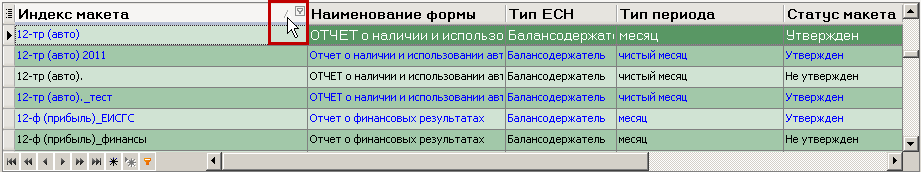 Индекс макета Наименование формы Тип ЕСН Тип периода Статус макета
12-тр (авто) ОТЧЕТ о наличии и использо Балансодержате месяц Утвержден
12-тр (авто) 2011 Отчет о наличии и использовании авт Балансодержатель чистый месяц Утвержден
12-тр (авто). ОТЧЕТ о наличии и использовании авт Балансодержатель чистый месяц Не утвержден
12-тр (авто)._тест ОТЧЕТ о наличии и использовании авт Балансодержатель чистый месяц Утвержден
12-ф (прибыль)_ЕИСГС Отчет о финансовых результатах Балансодержатель месяц Утвержден
12-ф (прибыль)_финансы Отчет о финансовых результатах Балансодержатель месяц Не утвержден